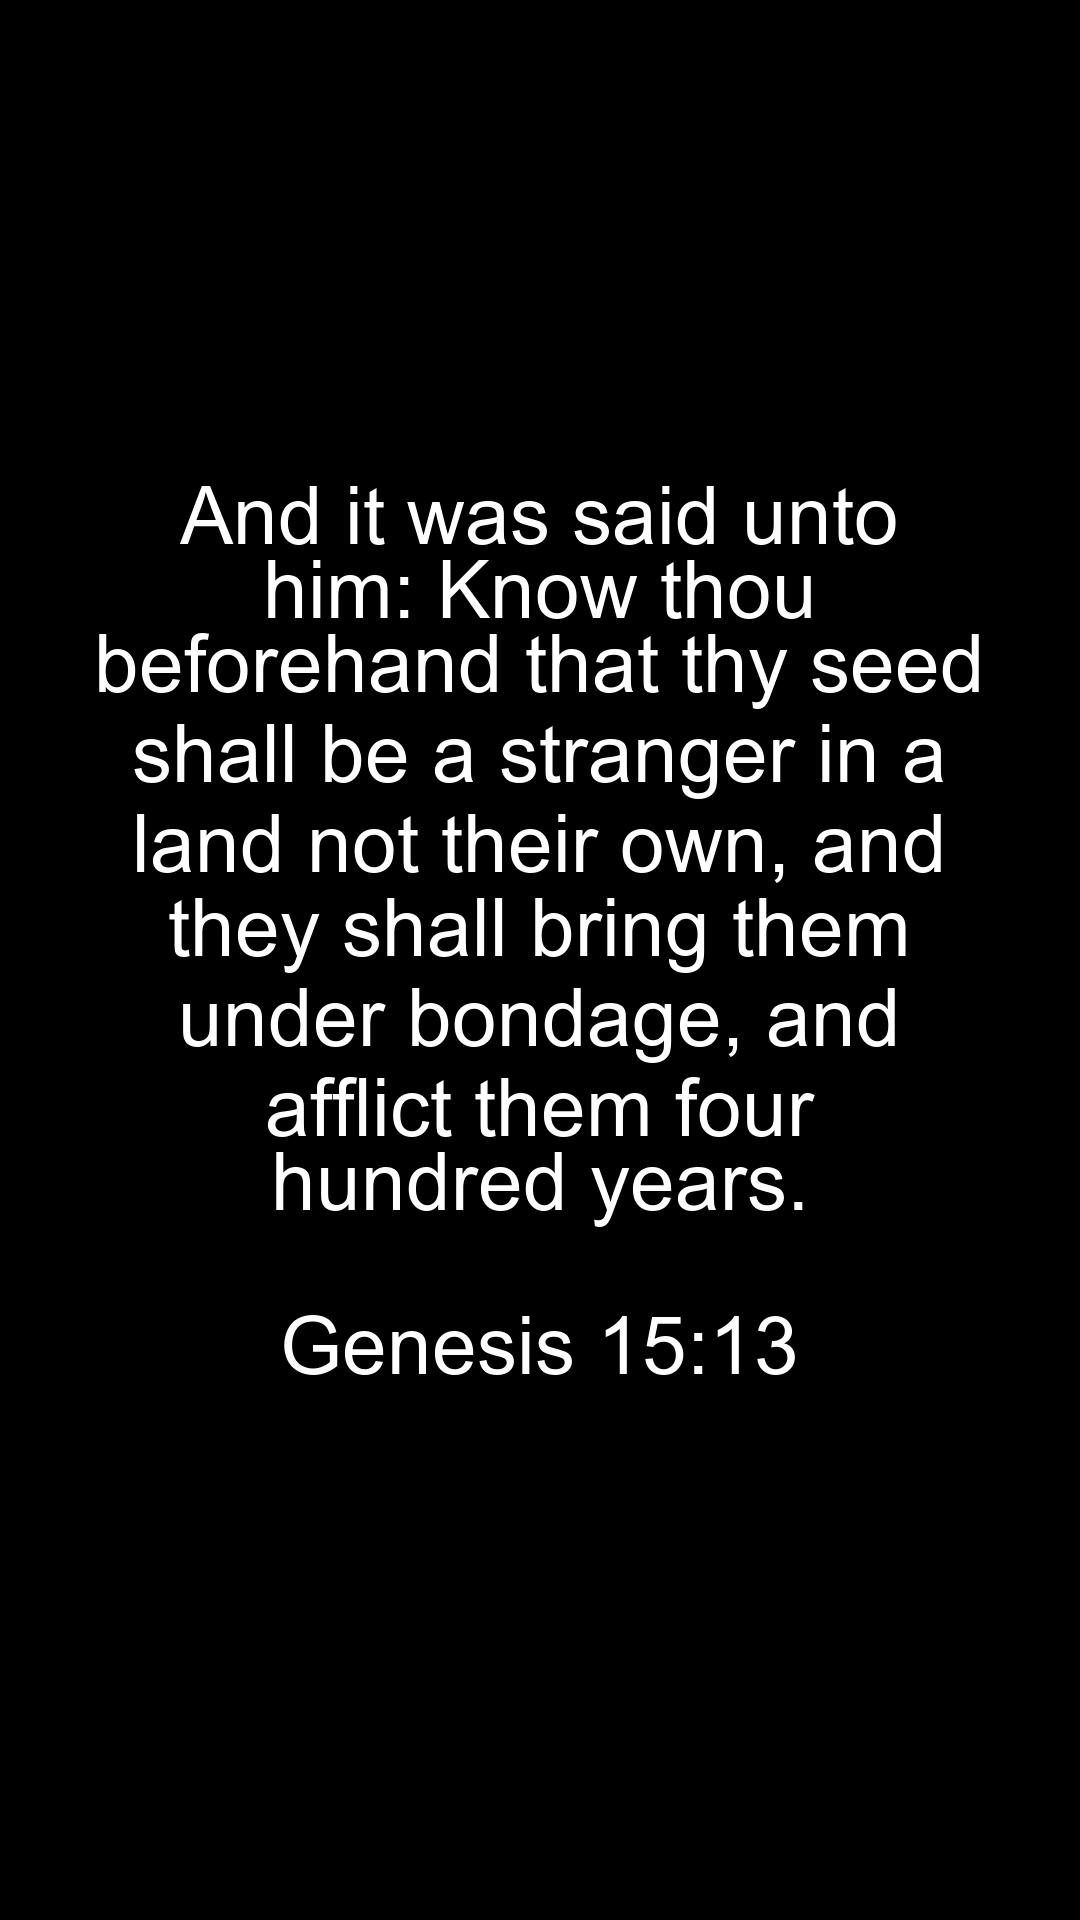 And it was said unto
him: Know thou
beforehand that thy seed
shall be a stranger in a
land not their own, and
they shall bring them
under bondage, and
afflict them four
hundred years.
Genesis 15:13